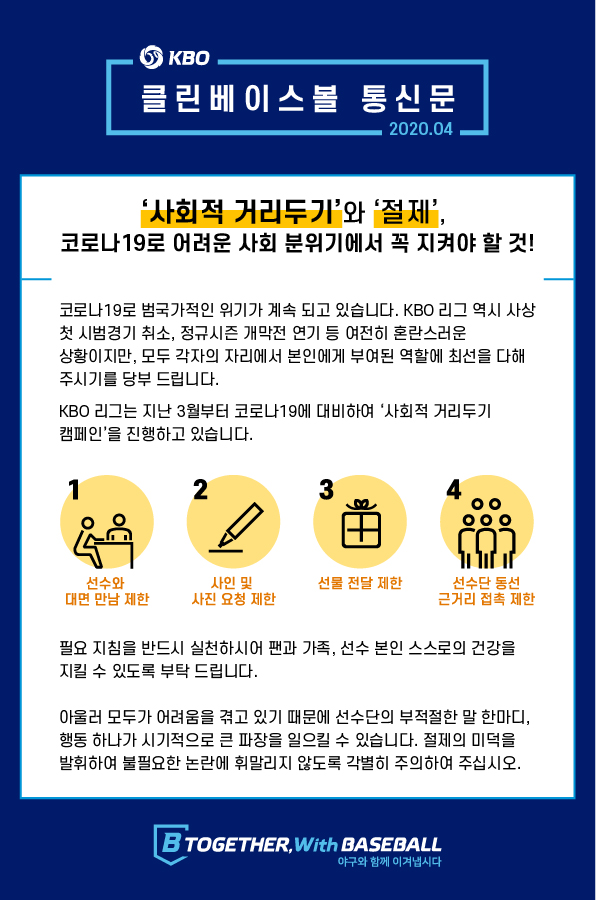 KBO
클린베이스볼 통신문
2020.04
‘사회적 거리두기’와 ‘절제’,
코로나19로 어려운 사회 분위기에서 꼭 지켜야 할 것!
코로나19로 범국가적인 위기가 계속 되고 있습니다. KBO 리그 역시 사상
첫 시범경기 취소, 정규시즌 개막전 연기 등 여전히 혼란스러운
상황이지만, 모두 각자의 자리에서 본인에게 부여된 역할에 최선을 다해
주시기를 당부 드립니다.
KBO 리그는 지난 3월부터 코로나19에 대비하여 ‘사회적 거리두기
캠페인’을 진행하고 있습니다.
1
선수와
대면 만남 제한
2
사인 및
사진 요청 제한
3
선물 전달 제한
4
선수단 동선
근거리 접촉 제한
필요 지침을 반드시 실천하시어 팬과 가족, 선수 본인 스스로의 건강을
지킬 수 있도록 부탁 드립니다.
아울러 모두가 어려움을 겪고 있기 때문에 선수단의 부적절한 말 한마디,
행동 하나가 시기적으로 큰 파장을 일으킬 수 있습니다. 절제의 미덕을
발휘하여 불필요한 논란에 휘말리지 않도록 각별히 주의하여 주십시오.
B TOGETHER, With BASEBALL
야구와 함께 이겨냅시다